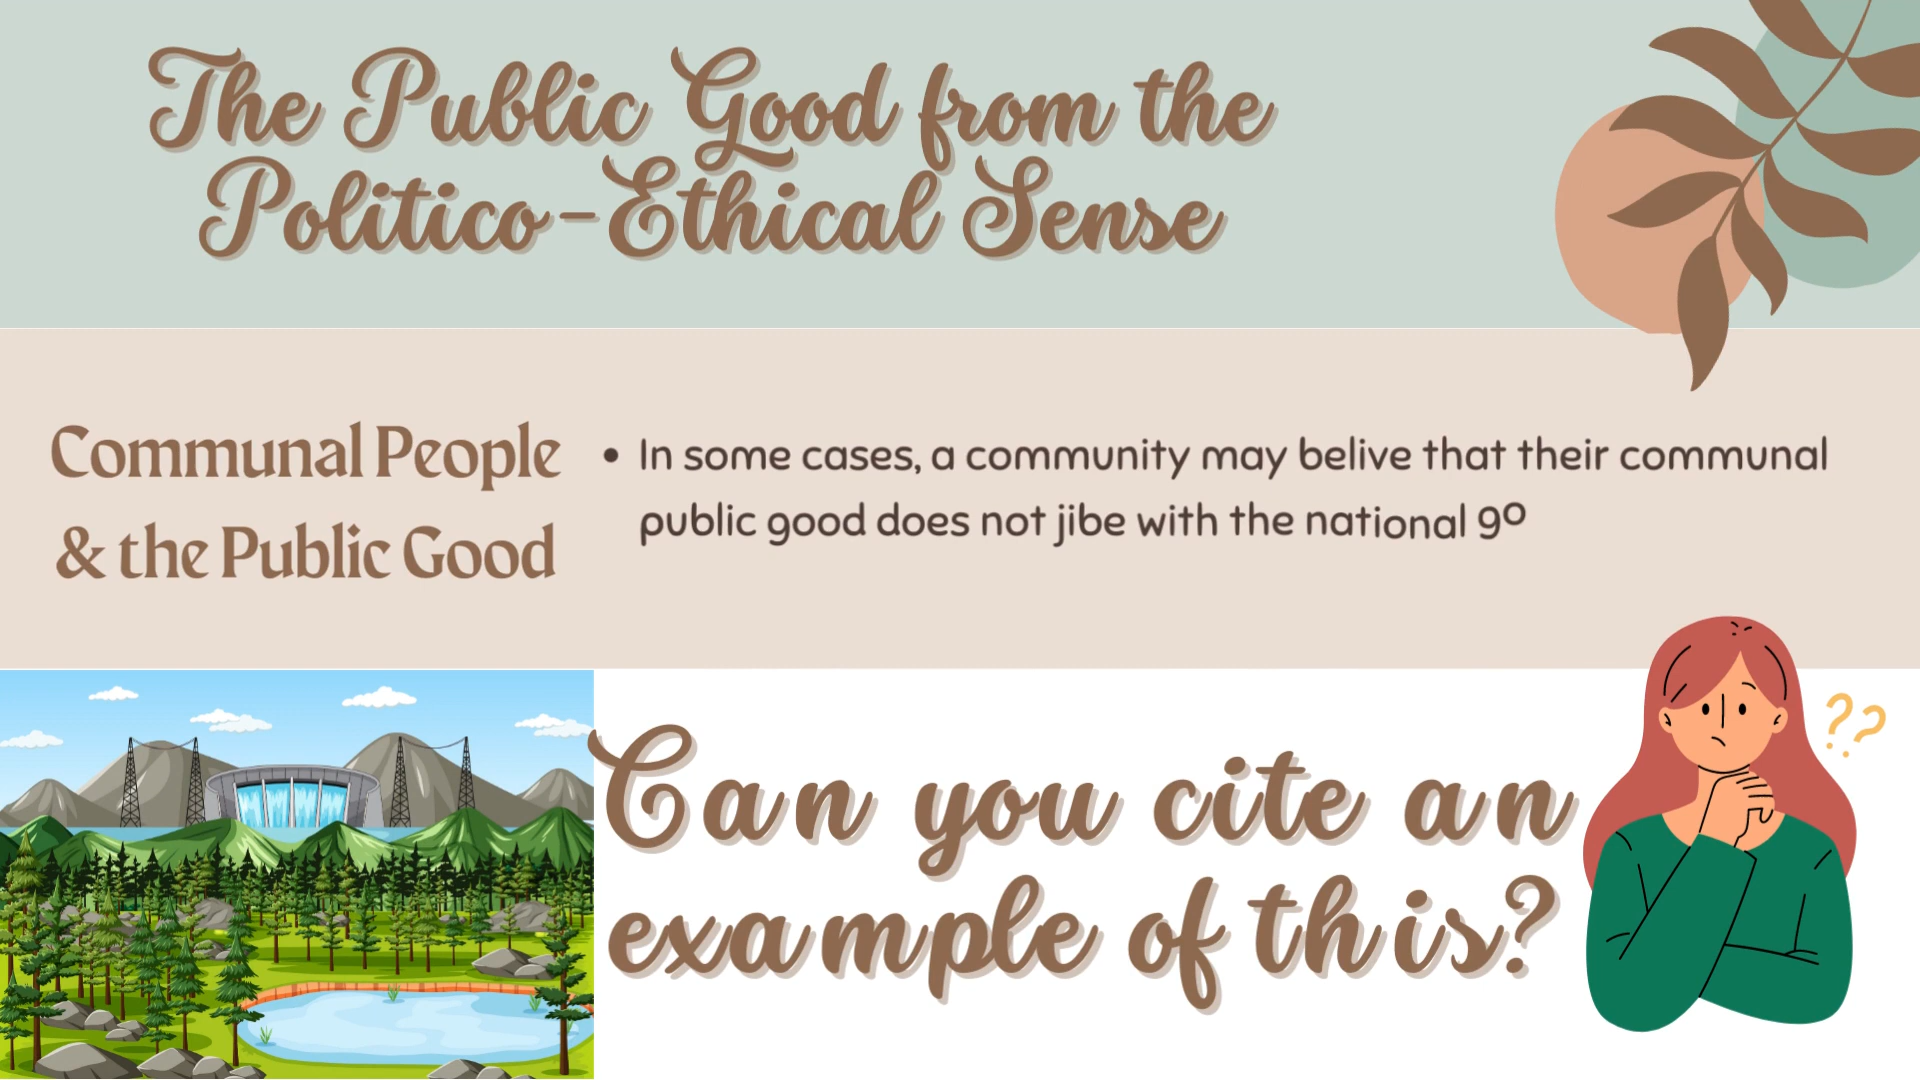 The Public Good from the
Politico-Ethical Sense
Communal People
& the Public Good
• In some cases, a community may belive that their communal
public good does not jibe with the national go
Can you cite an
example of this?
??